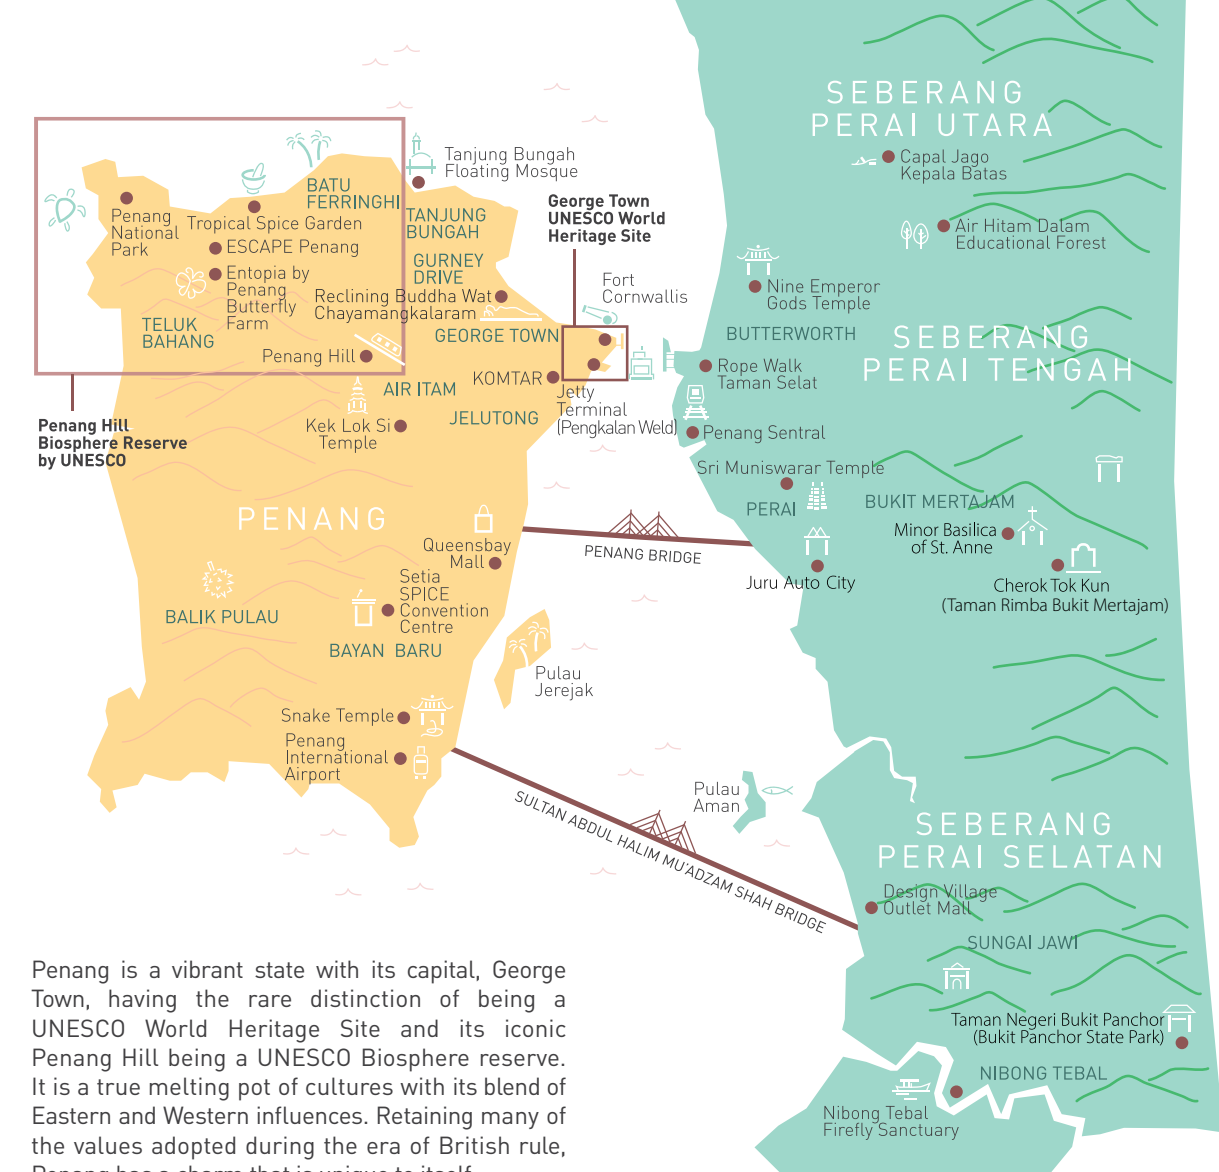 SEBERANG
PERAI UTARA
Capal Jago
Kepala Batas
Air Hitam Dalam
Educational Forest
Tanjung Bungah
Floating Mosque
BATU
FERRINGHI
Penang
National
Park
Tropical Spice Garden
TANJUNG
BUNGAH
George Town
UNESCO World
Heritage Site
ESCAPE Penang
Entopia by
Penang
Butterfly
Farm
GURNEY
DRIVE
Reclining Buddha Wat
Chayamangkalaram
Fort
Cornwallis
Nine Emperor
Gods Temple
TELUK
BAHANG
GEORGE TOWN
BUTTERWORTH
SEBERANG
PERAI TENGAH
Penang Hill
Rope Walk
Taman Selat
AIR ITAM
KOMTAR
Jetty
Terminal
(Pengkalan Weld)
JELUTONG
Penang Hill
Biosphere Reserve
by UNESCO
Kek Lok Si
Temple
Penang Sentral
Sri Muniswarar Temple
PERAI
BUKIT MERTAJAM
Minor Basilica
of St. Anne
PENANG
PENANG BRIDGE
Queensbay
Mall
Juru Auto City
Cherok Tok Kun
(Taman Rimba Bukit Mertajam)
Setia
SPICE
Convention
Centre
BALIK PULAU
BAYAN BARU
Pulau
Jerejak
Snake Temple
Penang
International
Airport
Pulau
Aman
SULTAN ABDUL HALIM MU'ADZAM SHAH BRIDGE
SEBERANG
PERAI SELATAN
Design Village
Outlet Mall
SUNGAI JAWI
Taman Negeri Bukit Panchor
(Bukit Panchor State Park)
NIBONG TEBAL
Nibong Tebal
Firefly Sanctuary
Penang is a vibrant state with its capital, George
Town, having the rare distinction of being a
UNESCO World Heritage Site and its iconic
Penang Hill being a UNESCO Biosphere reserve.
It is a true melting pot of cultures with its blend of
Eastern and Western influences. Retaining many of
the values adopted during the era of British rule,
Penang has a charm that is unique to itself.